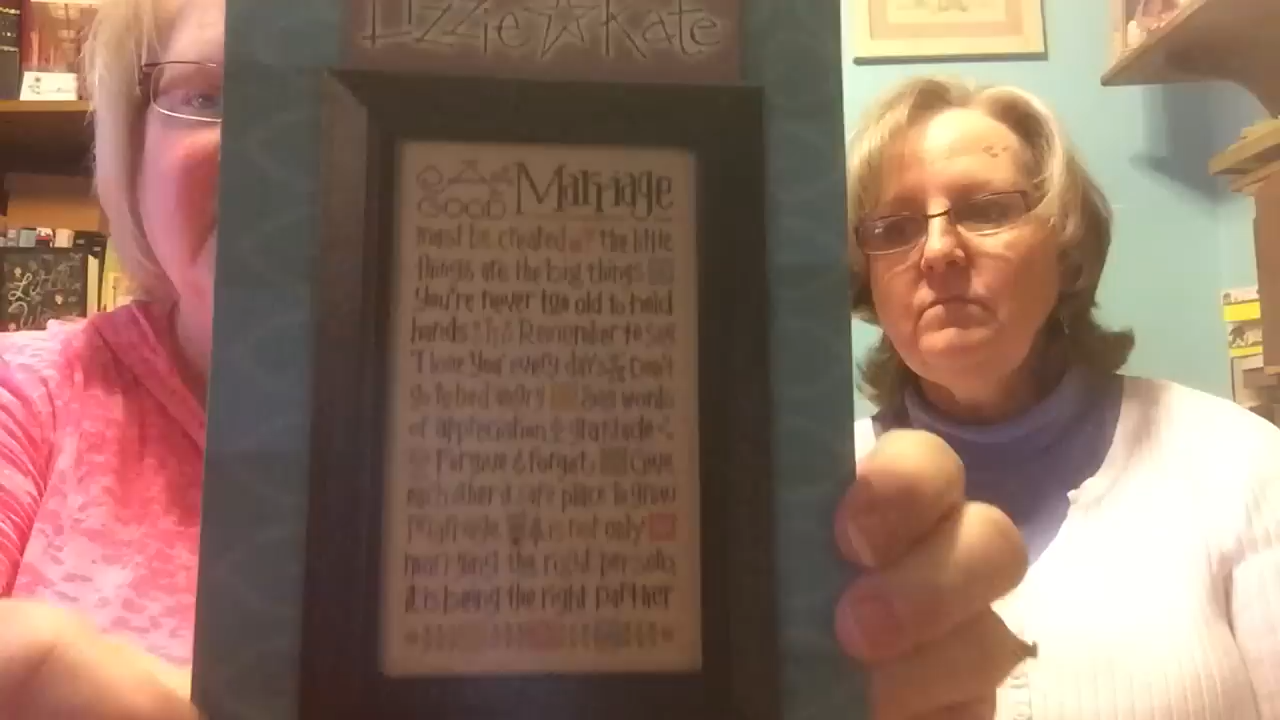 Lizzie Kate
A GOOD Marriage
must be created the little
things are the big things
You're never too old to hold
hands Remember to say
"I love you" every day Don't
go to bed angry words
of appreciation & gratitude
Forgive & forget Give
each other a safe place to grow
Marriage is not only
marrying the right person,
it is being the right partner
Little